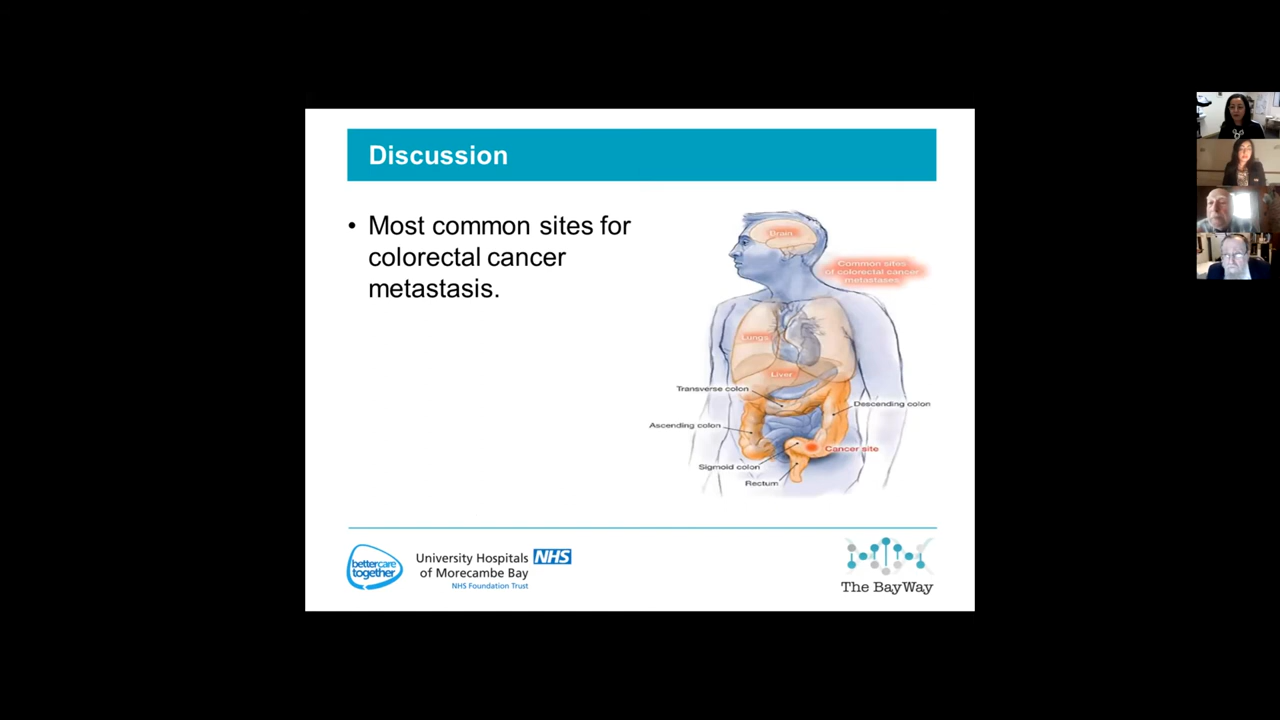 Discussion
• Most common sites for
colorectal cancer
metastasis.
Brain
Common sites
of colorectal cancer
metastases
Lungs
Liver
Transverse colon
Descending colon
Ascending colon
Cancer site
Sigmoid colon
Rectum
bettercare
together
University Hospitals NHS
of Morecambe Bay
NHS Foundation Trust
The BayWay